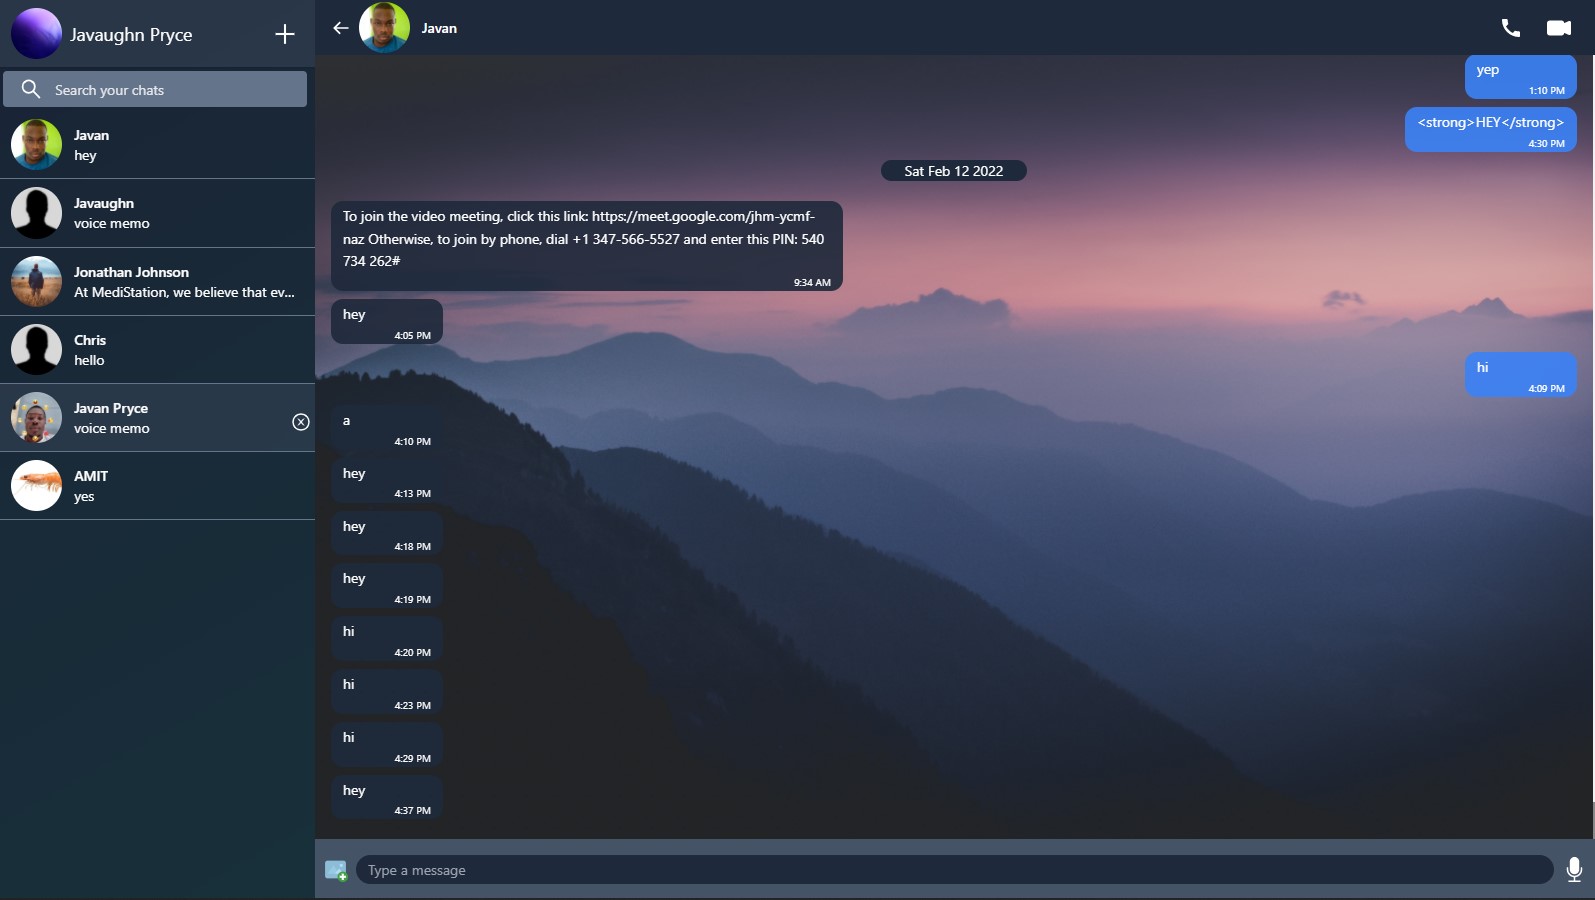 Javaughn Pryce
Search your chats
Javan
hey
Javaughn
voice memo
Jonathan Johnson
At MediStation, we believe that ev...
Chris
hello
Javan Pryce
voice memo
AMIT
yes
Javan
yep
1:10 PM
<strong>HEY</strong>
4:30 PM
Sat Feb 12 2022
To join the video meeting, click this link: https://meet.google.com/jhm-ycmf-
naz Otherwise, to join by phone, dial +1 347-566-5527 and enter this PIN: 540
734 262#
9:34 AM
hey
4:05 PM
hi
4:09 PM
a
4:10 PM
hey
4:13 PM
hey
4:18 PM
hey
4:19 PM
hi
4:20 PM
hi
4:23 PM
hi
4:29 PM
hey
4:37 PM
Type a message